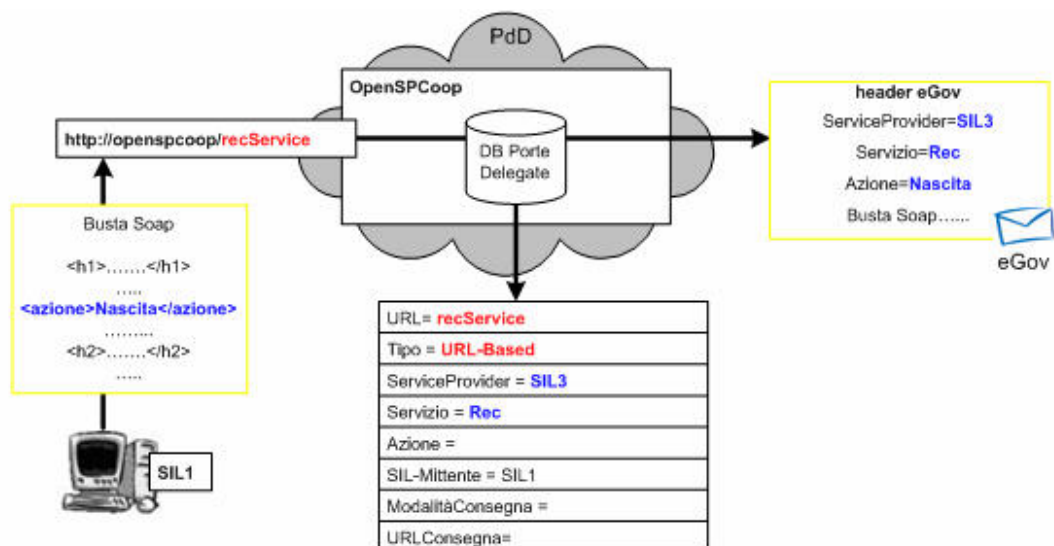 PdD
OpenSPCoop
http://openspcoop/recService
DB Porte
Delegate
header eGov
ServiceProvider=SIL3
Servizio=Rec
Azione=Nascita
Busta Soap......
eGov
Busta Soap
<h1>.......</h1>
.....
<azione>Nascita</azione>
.........
<h2>.......</h2>
.....
SIL1
URL= recService
Tipo = URL-Based
ServiceProvider = SIL3
Servizio = Rec
Azione =
SIL-Mittente = SIL1
ModalitàConsegna =
URLConsegna=